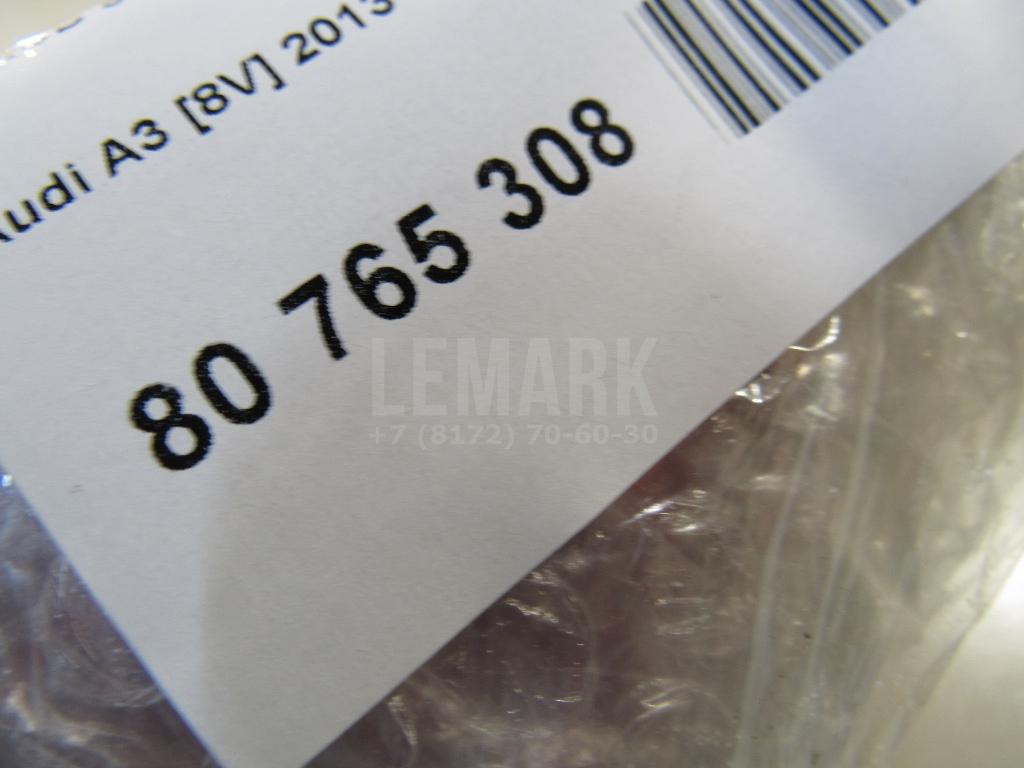 Audi A3 [8V] 2013
80 765 308
LEMARK
+7 (8172) 70-60-30